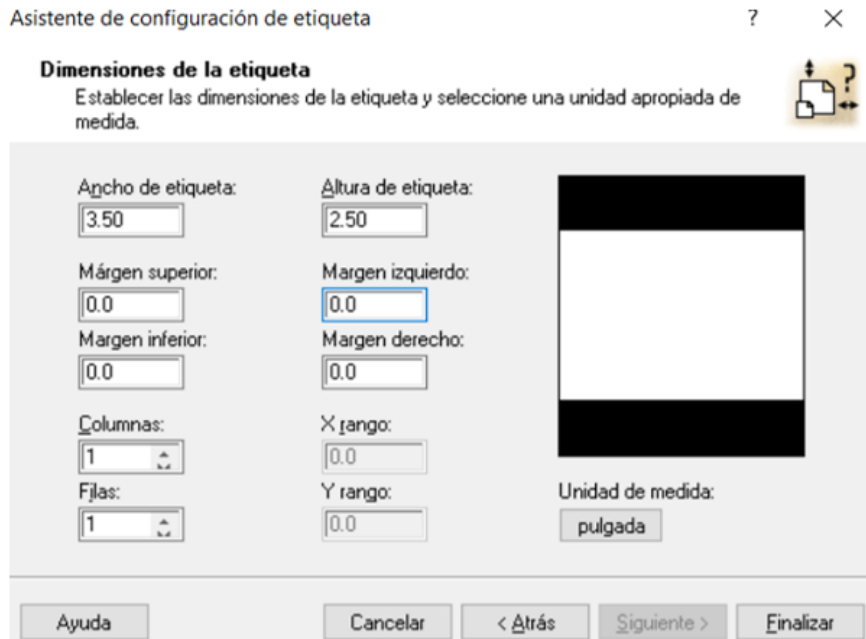 Asistente de configuración de etiqueta ?
Dimensiones de la etiqueta
Establecer las dimensiones de la etiqueta y seleccione una unidad apropiada de
medida.
Ancho de etiqueta: Altura de etiqueta:
3.50 2.50
Márgen superior: Margen izquierdo:
0.0 0.0
Margen inferior: Margen derecho:
0.0 0.0
Columnas: X rango:
1 0.0
Filas: Y rango: Unidad de medida:
1 0.0 pulgada
Ayuda Cancelar < Atrás Siguiente > Finalizar